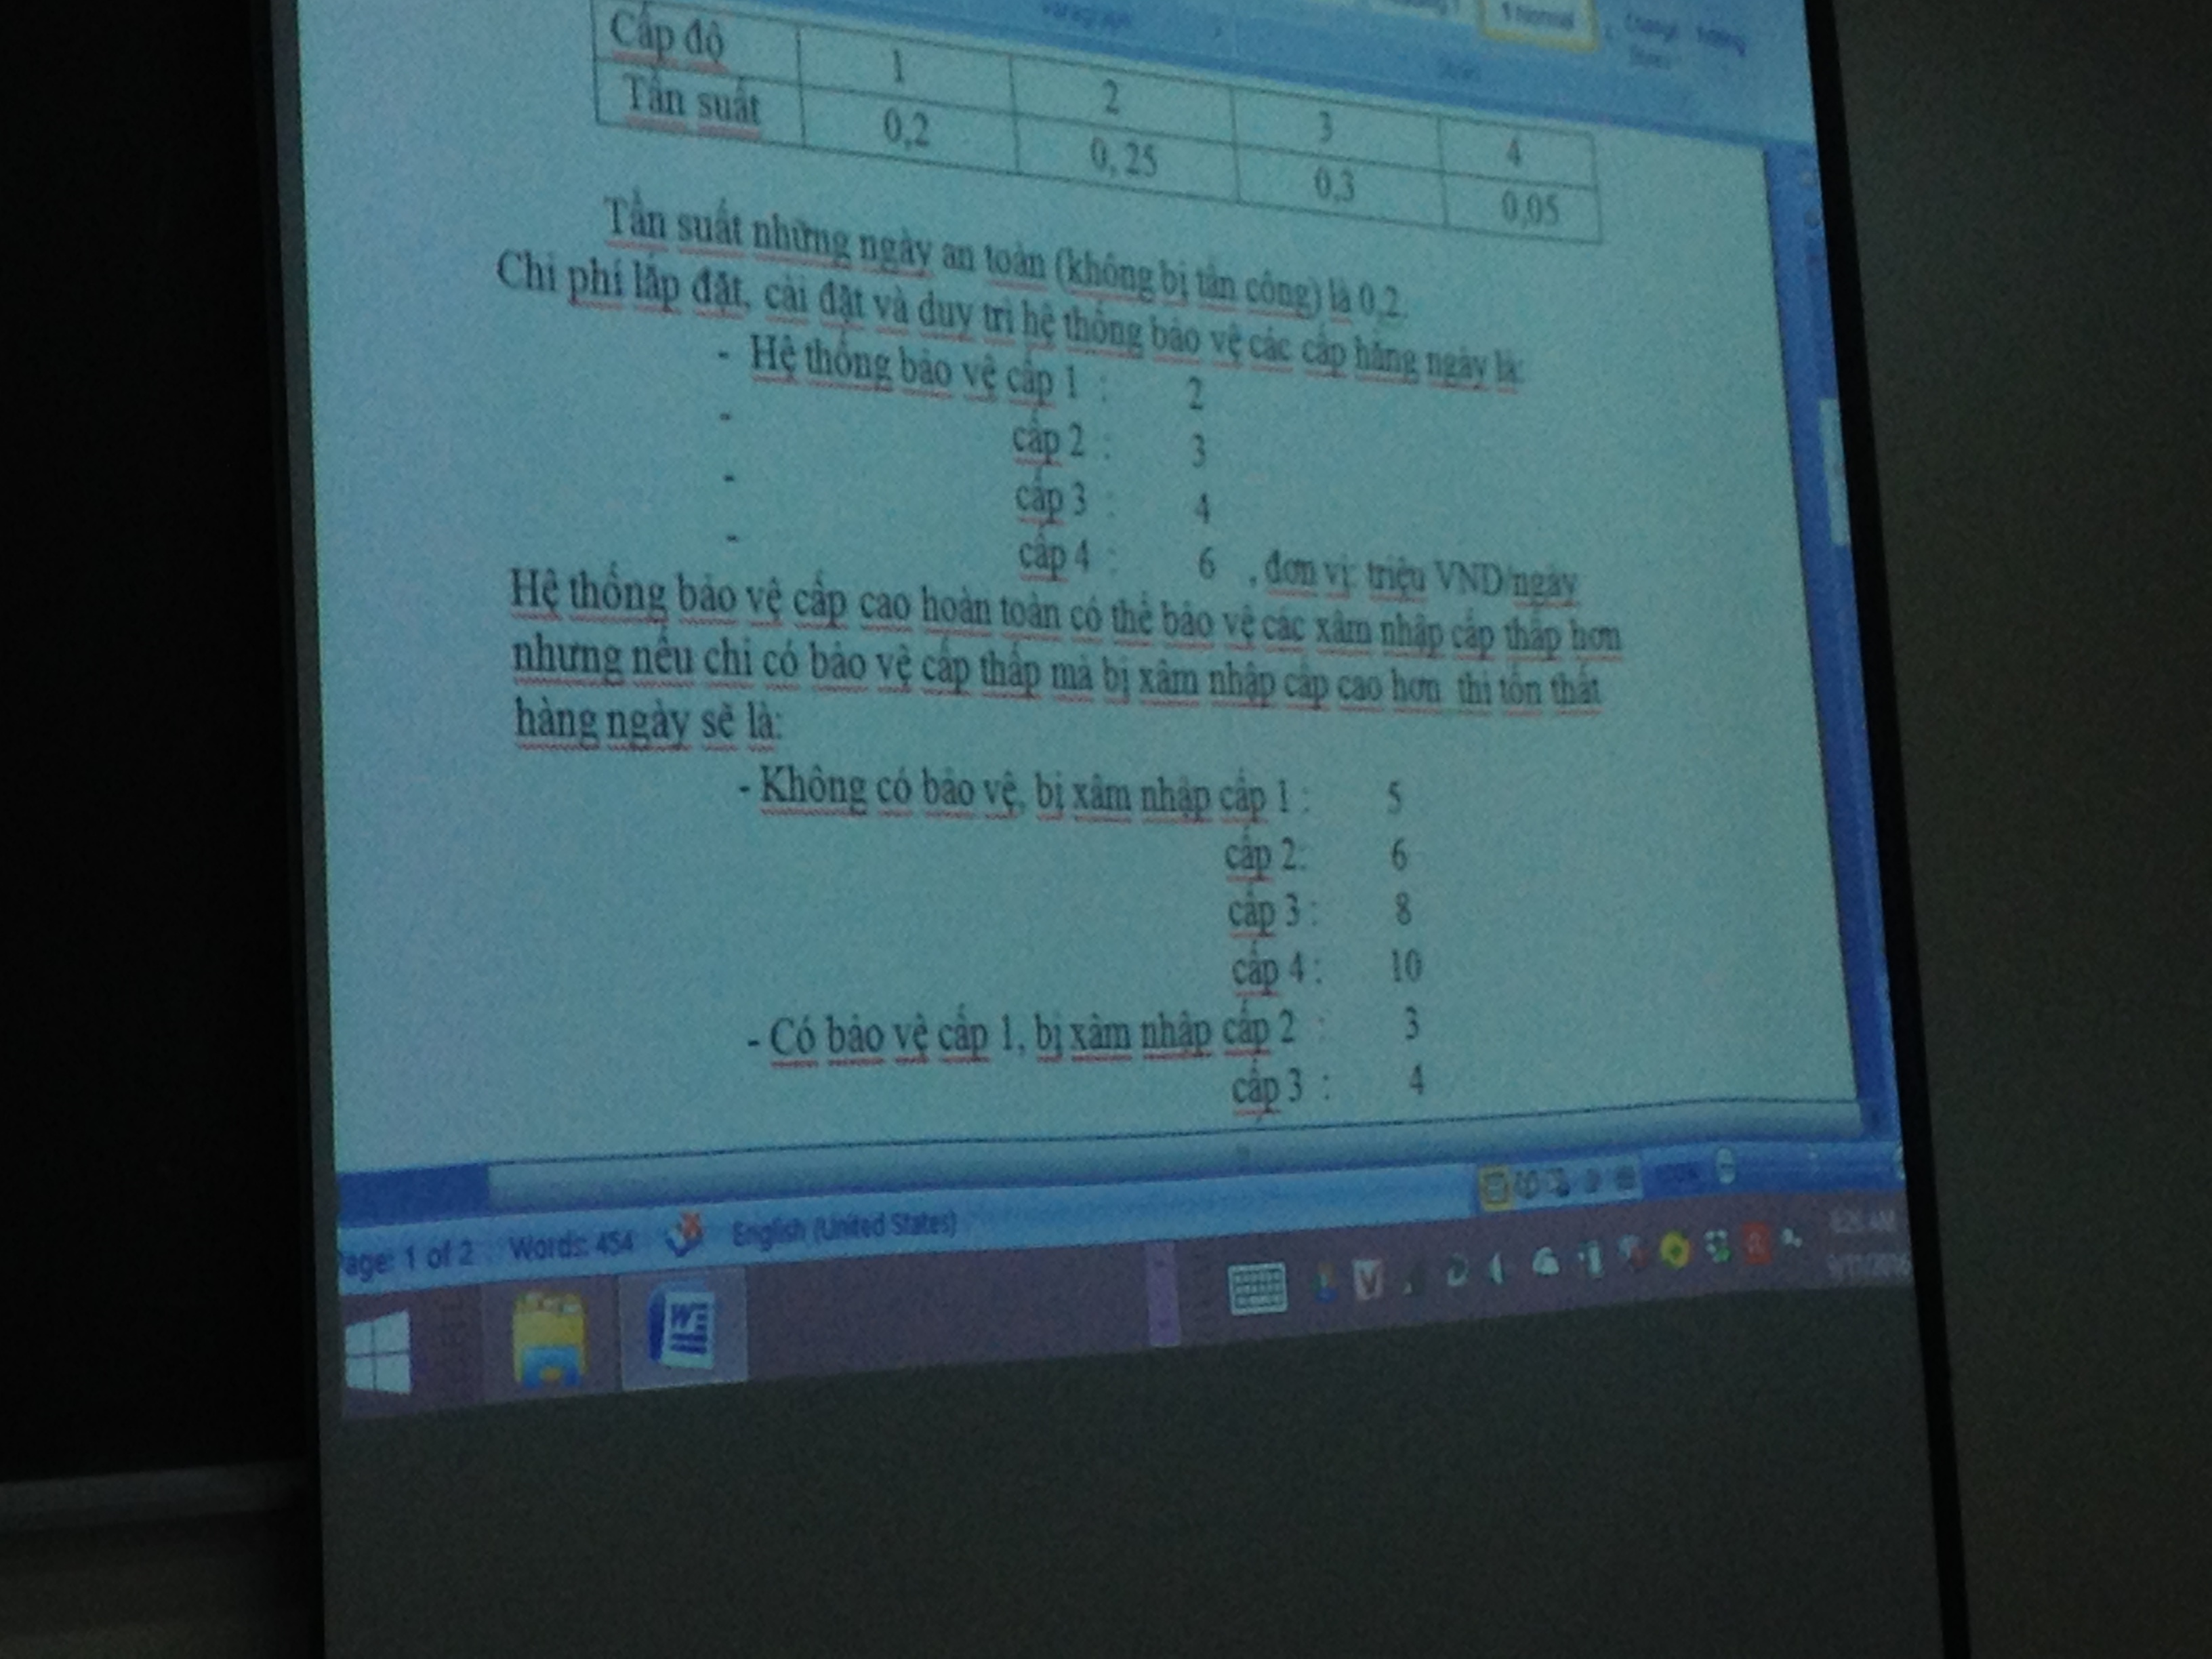 Cấp độ 1 2 3 4
Tần suất 0,2 0, 25 0,3 0,05
Tần suất những ngày an toàn (không bị tấn công) là 0,2.
Chi phí lắp đặt, cài đặt và duy trì hệ thống bảo vệ các cấp hằng ngày là:
- Hệ thống bảo vệ cấp 1 : 2
- cấp 2 : 3
- cấp 3 : 4
- cấp 4 : 6 , đơn vị: triệu VND/ngày
Hệ thống bảo vệ cấp cao hoàn toàn có thể bảo vệ các xâm nhập cấp thấp hơn
nhưng nếu chỉ có bảo vệ cấp thấp mà bị xâm nhập cấp cao hơn thì tổn thất
hàng ngày sẽ là:
- Không có bảo vệ, bị xâm nhập cấp 1 : 5
cấp 2: 6
cấp 3 : 8
cấp 4 : 10
- Có bảo vệ cấp 1, bị xâm nhập cấp 2 : 3
cấp 3 : 4
age: 1 of 2 Words: 454 English (United States)